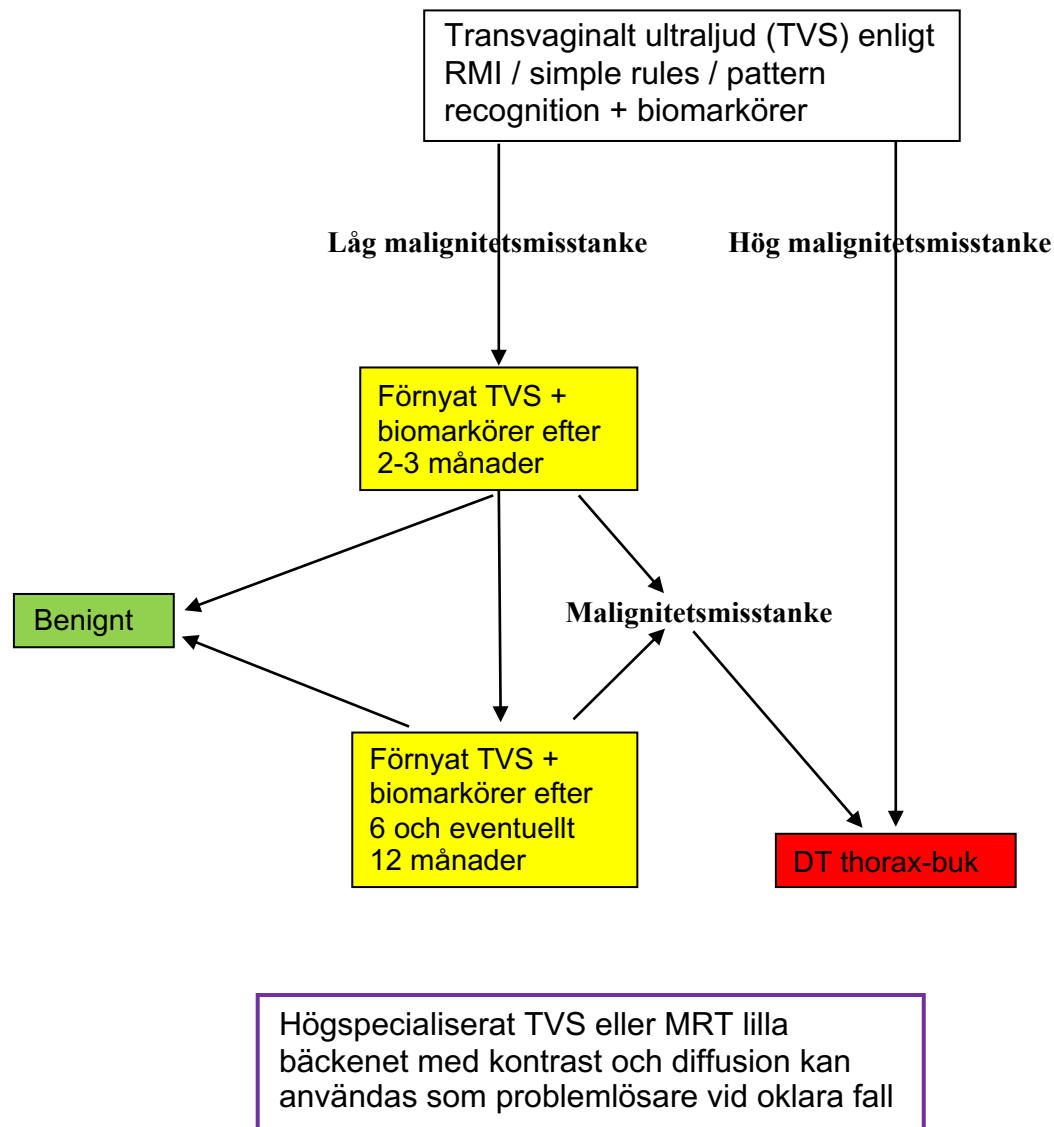 Transvaginalt ultraljud (TVS) enligt
RMI / simple rules / pattern
recognition + biomarkörer
Låg malignitetsmisstanke
Hög malignitetsmisstanke
Förnyat TVS +
biomarkörer efter
2-3 månader
Benignt
Malignitetsmisstanke
Förnyat TVS +
biomarkörer efter
6 och eventuellt
12 månader
DT thorax-buk
Högspecialiserat TVS eller MRT lilla
bäckenet med kontrast och diffusion kan
användas som problemlösare vid oklara fall